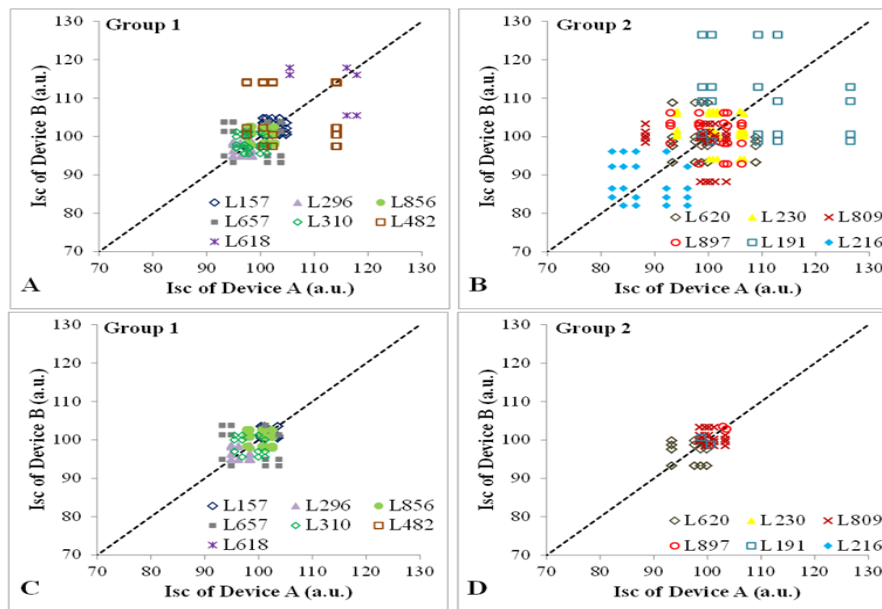 Group 1
130
120
110
100
90
80
70
Isc of Device B (a.u.)
L157 L296 L856
L657 L310 L482
L618
70 80 90 100 110 120 130
Isc of Device A (a.u.)
A
Group 2
130
120
110
100
90
80
70
Isc of Device B (a.u.)
L620 L230 L809
L897 L191 L216
70 80 90 100 110 120 130
Isc of Device A (a.u.)
B
Group 1
130
120
110
100
90
80
70
Isc of Device B (a.u.)
L157 L296 L856
L657 L310 L482
L618
70 80 90 100 110 120 130
Isc of Device A (a.u.)
C
Group 2
130
120
110
100
90
80
70
Isc of Device B (a.u.)
L620 L230 L809
L897 L191 L216
70 80 90 100 110 120 130
Isc of Device A (a.u.)
D